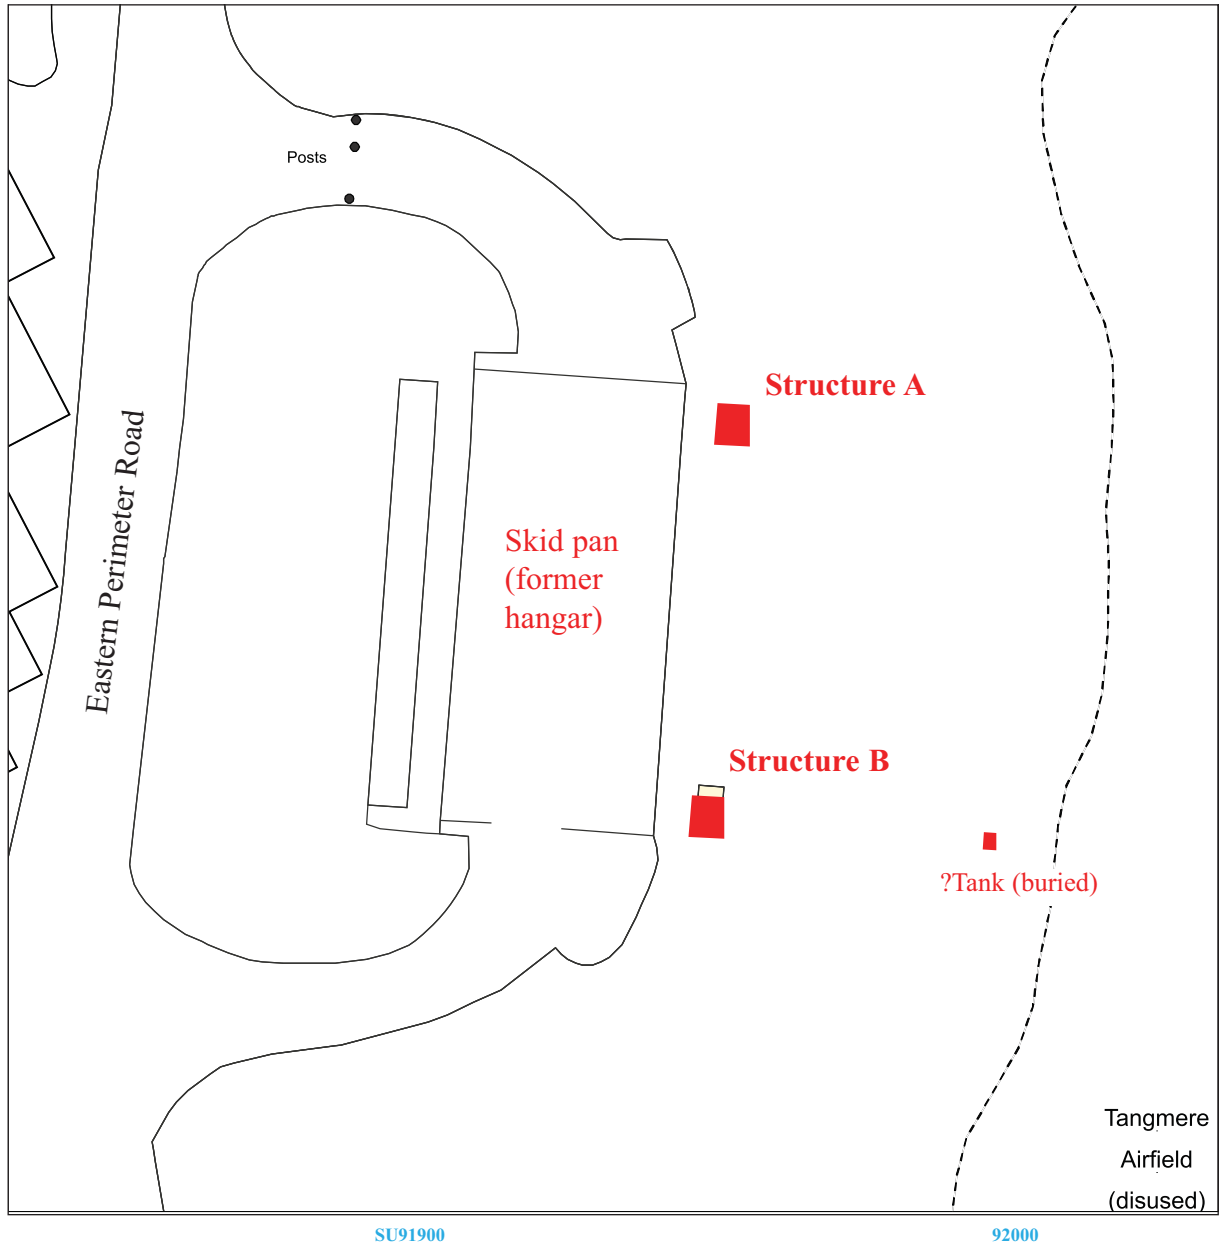 Posts
Structure A
Eastern Perimeter Road
Skid pan
(former
hangar)
Structure B
?Tank (buried)
Tangmere
Airfield
(disused)
SU91900
92000